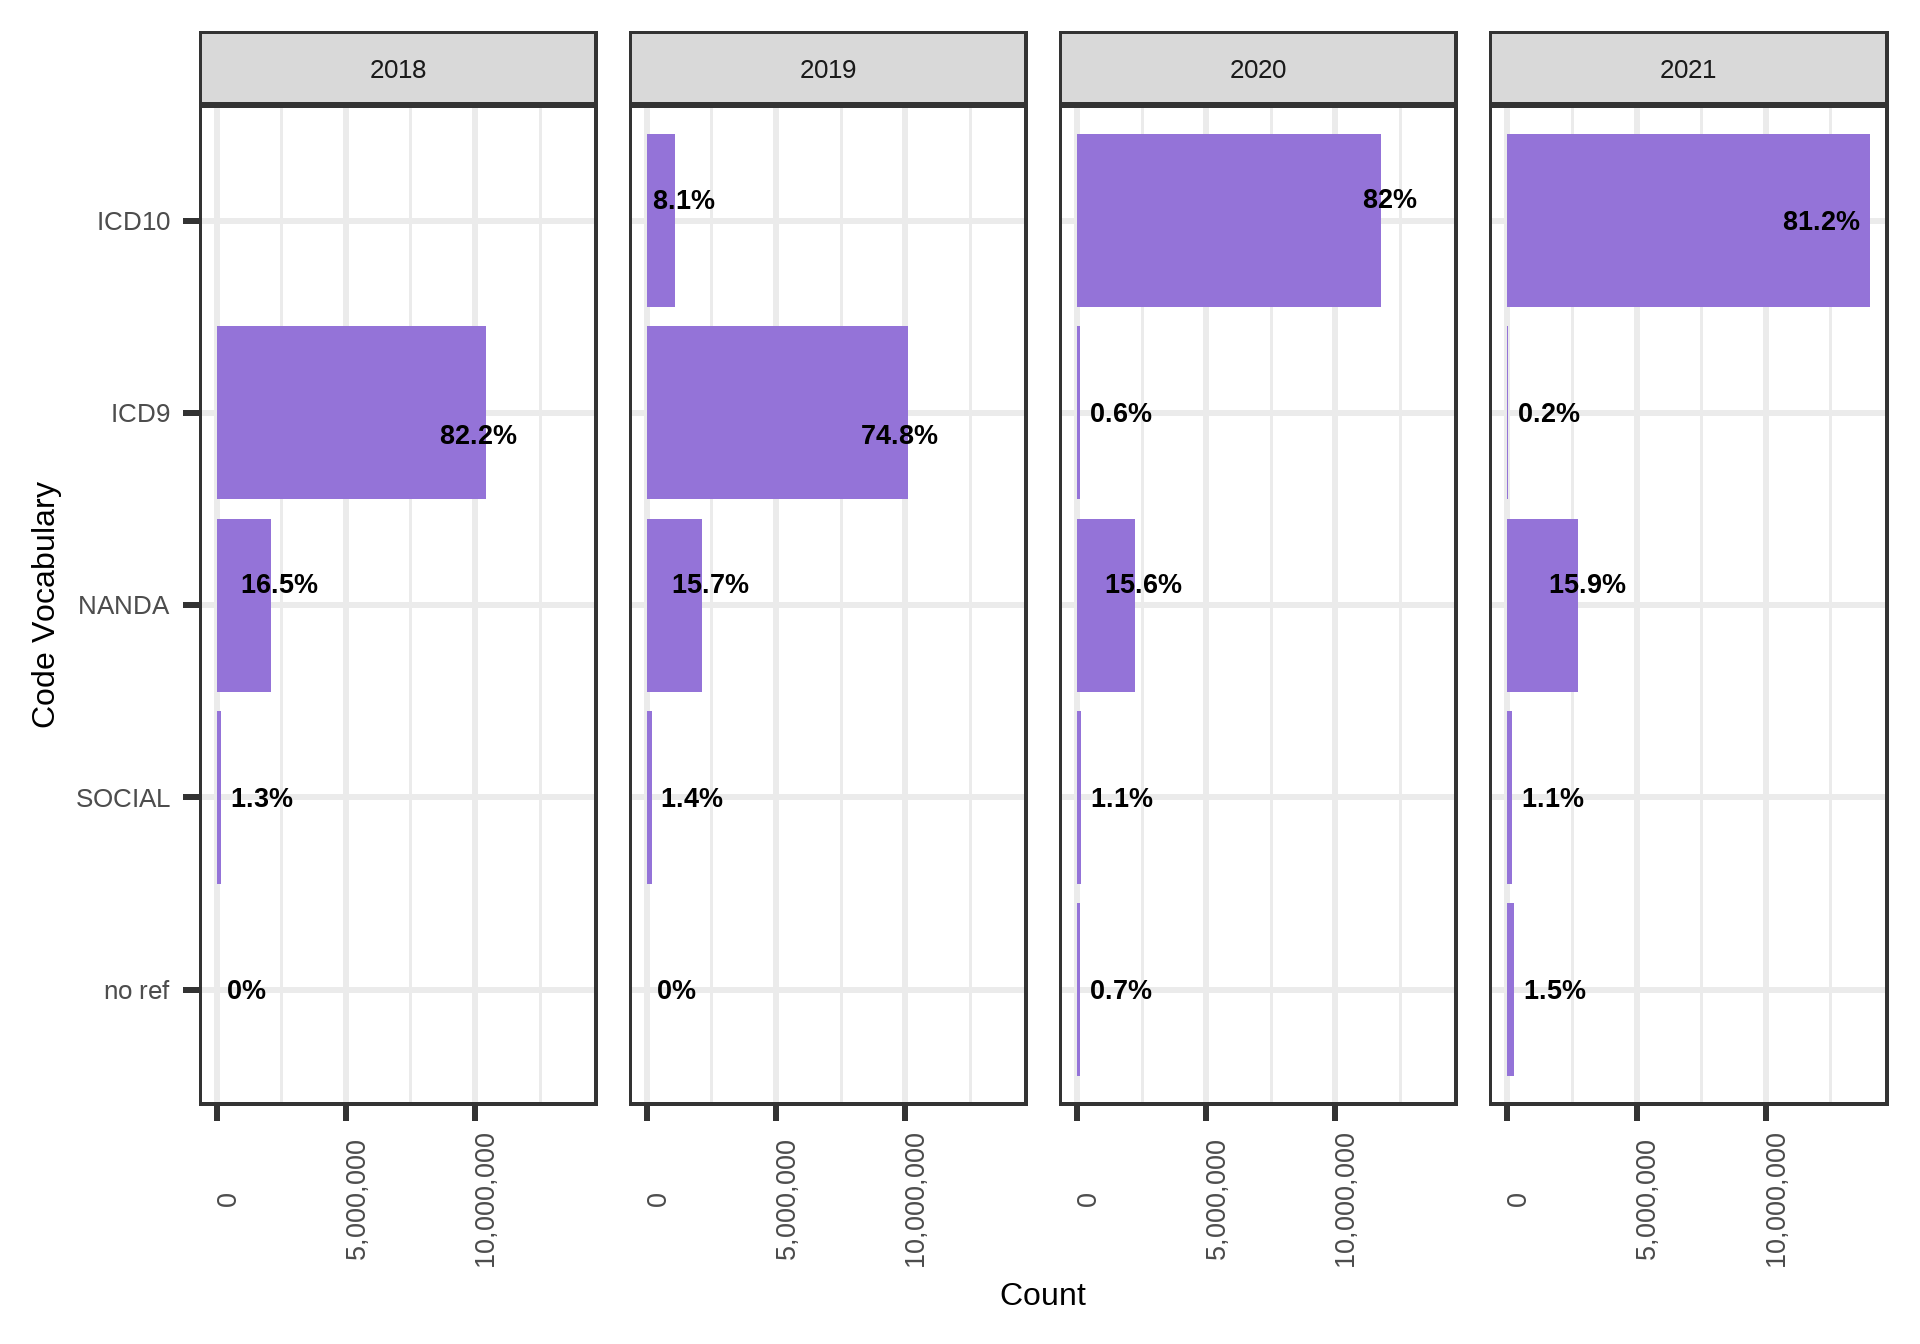 2018 2019 2020 2021
ICD10 8.1% 82% 81.2%
ICD9 82.2% 74.8% 0.6% 0.2%
NANDA 16.5% 15.7% 15.6% 15.9%
SOCIAL 1.3% 1.4% 1.1% 1.1%
no ref 0% 0% 0.7% 1.5%
Code Vocabulary
0 5,000,000 10,000,000 0 5,000,000 10,000,000 0 5,000,000 10,000,000 0 5,000,000 10,000,000
Count